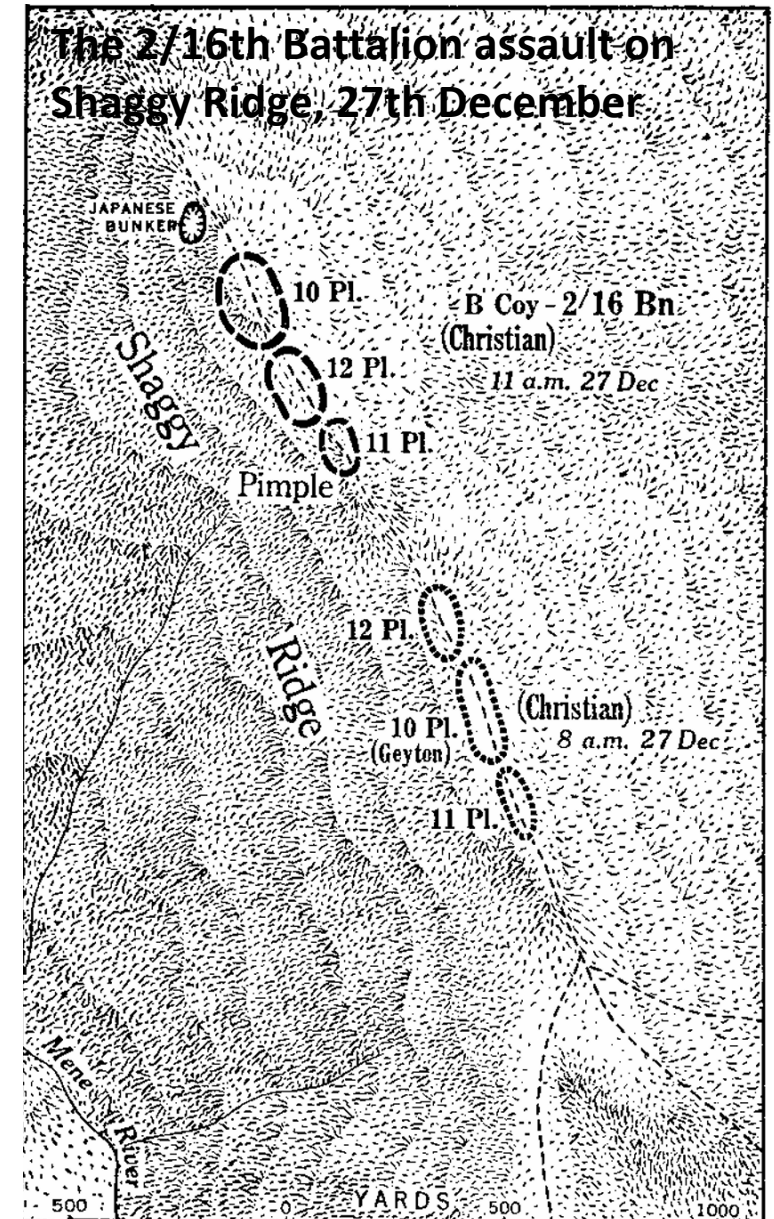 The 2/16th Battalion assault on
Shaggy Ridge, 27th December
JAPANESE
BUNKER
10 Pl.
B Coy - 2/16 Bn
(Christian)
11 a.m. 27 Dec
12 Pl.
11 Pl.
Shaggy
Pimple
12 Pl.
Ridge
(Christian)
8 a.m. 27 Dec
10 Pl.
(Geyton)
11 Pl.
Mene River
500 0 YARDS 500 1000